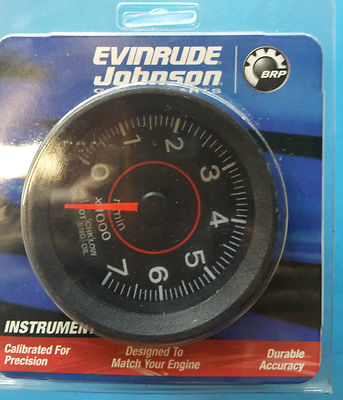 EVINRUDE
Johnson
BRP
0 1 2 3 4 5 6 7
r/min
x1000
INSTRUMENT
Calibrated For
Precision
Designed To
Match Your Engine
Durable
Accuracy